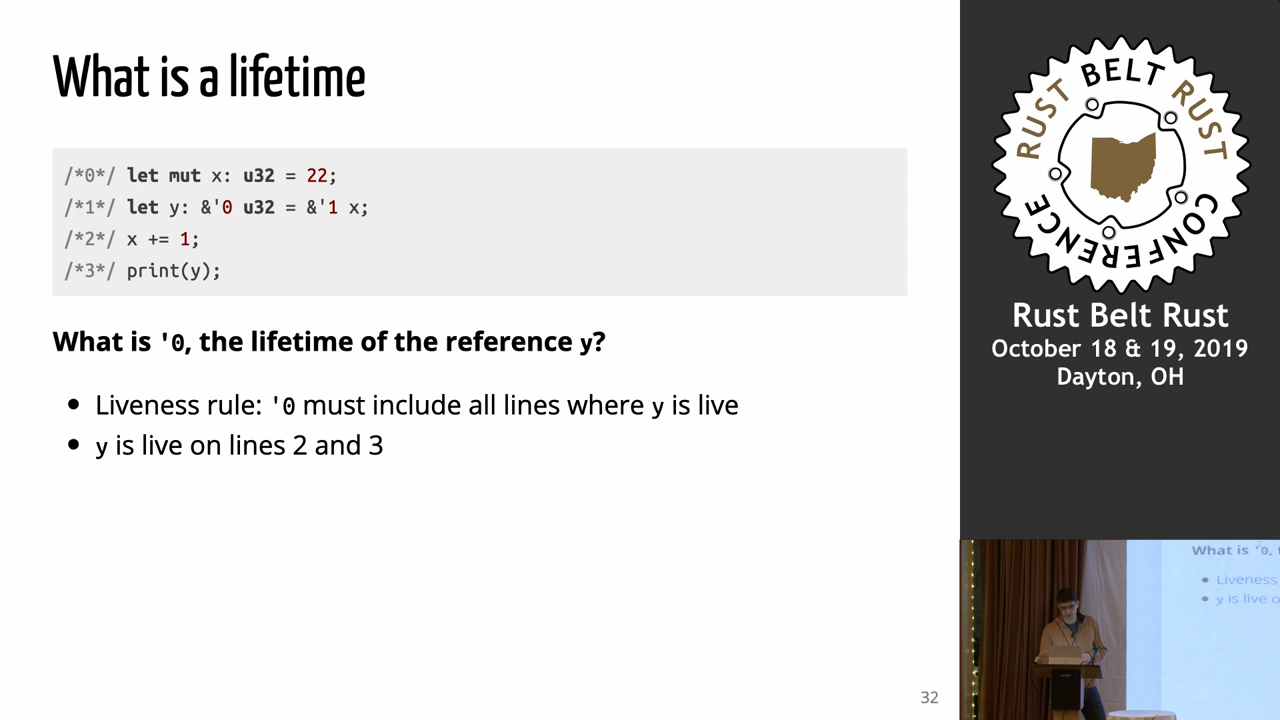 What is a lifetime
/*0*/ let mut x: u32 = 22;
/*1*/ let y: &'0 u32 = &'1 x;
/*2*/ x += 1;
/*3*/ print(y);
What is '0, the lifetime of the reference y?
• Liveness rule: '0 must include all lines where y is live
• y is live on lines 2 and 3
32
RUST BELT RUST
CONFERENCE
Rust Belt Rust
October 18 & 19, 2019
Dayton, OH
What is '0, t
• Liveness
• y is live o